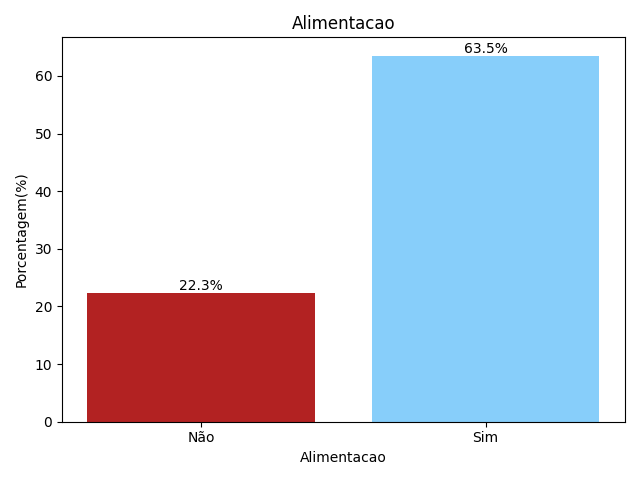 Alimentacao
63.5%
22.3%
Porcentagem(%)
60
50
40
30
20
10
0
Não
Sim
Alimentacao